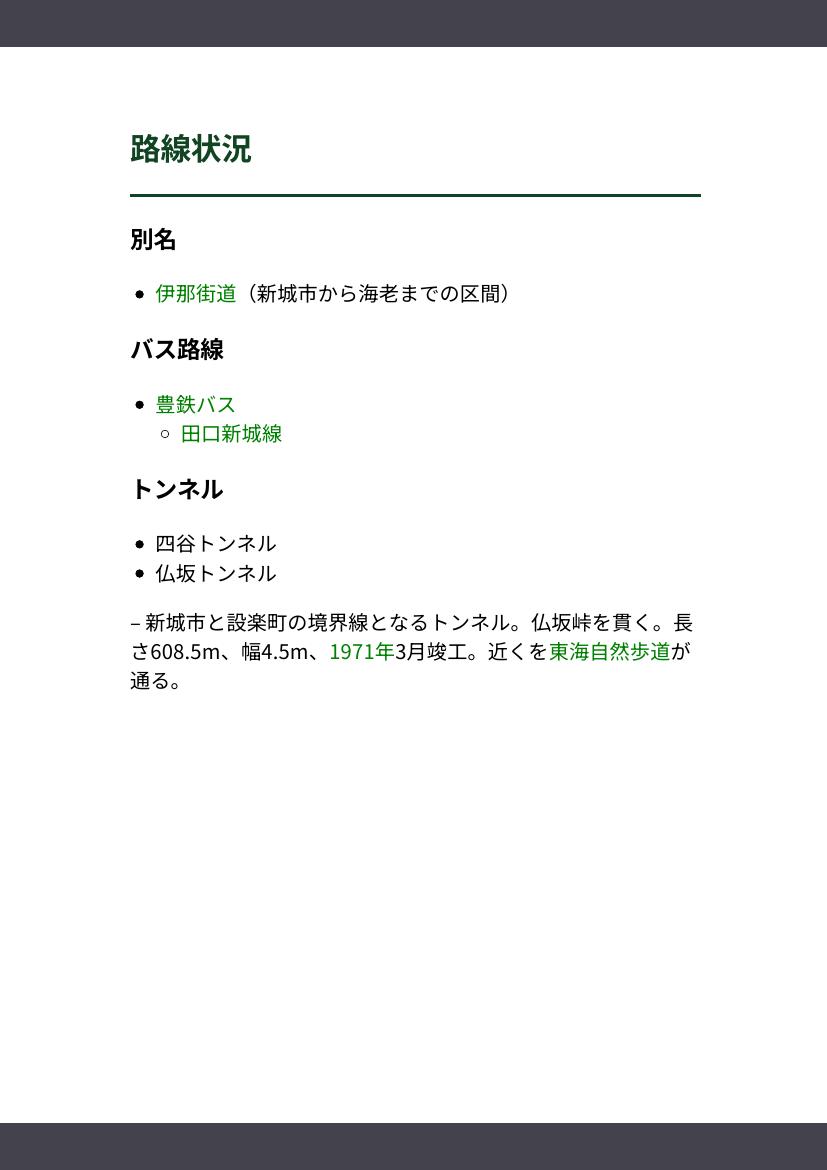 路線状況
別名
• 伊那街道（新城市から海老までの区間）
バス路線
• 豊鉄バス
◦ 田口新城線
トンネル
• 四谷トンネル
• 仏坂トンネル
– 新城市と設楽町の境界線となるトンネル。仏坂峠を貫く。長
さ608.5m、幅4.5m、1971年3月竣工。近くを東海自然歩道が
通る。